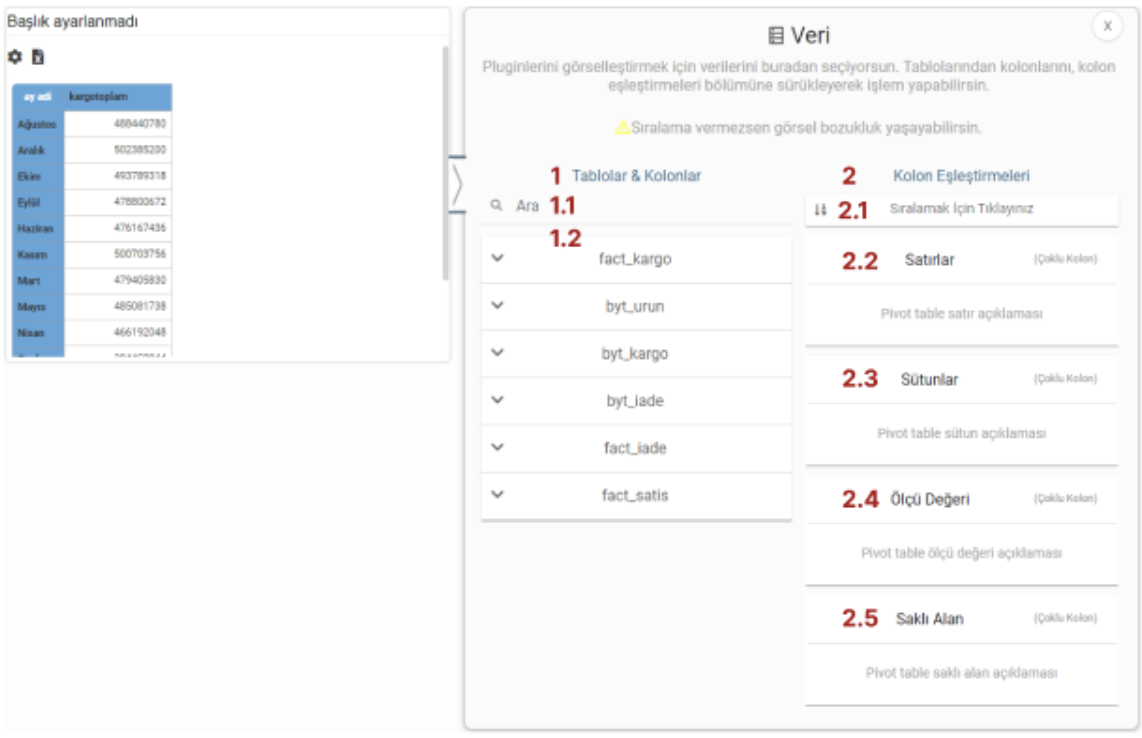 Başlık ayarlanmadı
ay adi kargotoplam
Ağustos 488440780
Aralık 502385200
Ekim 493789318
Eylül 478800672
Haziran 476167436
Kasım 500703756
Mart 479405830
Mayıs 485081738
Nisan 466192048
Veri
X
Pluginlerini görselleştirmek için verilerini buradan seçiyorsun. Tablolarından kolonlarını, kolon
eşleştirmeleri bölümüne sürükleyerek işlem yapabilirsin.
Sıralama vermezsen görsel bozukluk yaşayabilirsin.
1 Tablolar & Kolonlar
Ara 1.1
1.2
fact_kargo
byt_urun
byt_kargo
byt_iade
fact_iade
fact_satis
2 Kolon Eşleştirmeleri
2.1 Sıralamak İçin Tıklayınız
2.2 Satırlar (Çoklu Kolon)
Pivot table satır açıklaması
2.3 Sütunlar (Çoklu Kolon)
Pivot table sütun açıklaması
2.4 Ölçü Değeri (Çoklu Kolon)
Pivot table ölçü değeri açıklaması
2.5 Saklı Alan (Çoklu Kolon)
Pivot table saklı alan açıklaması